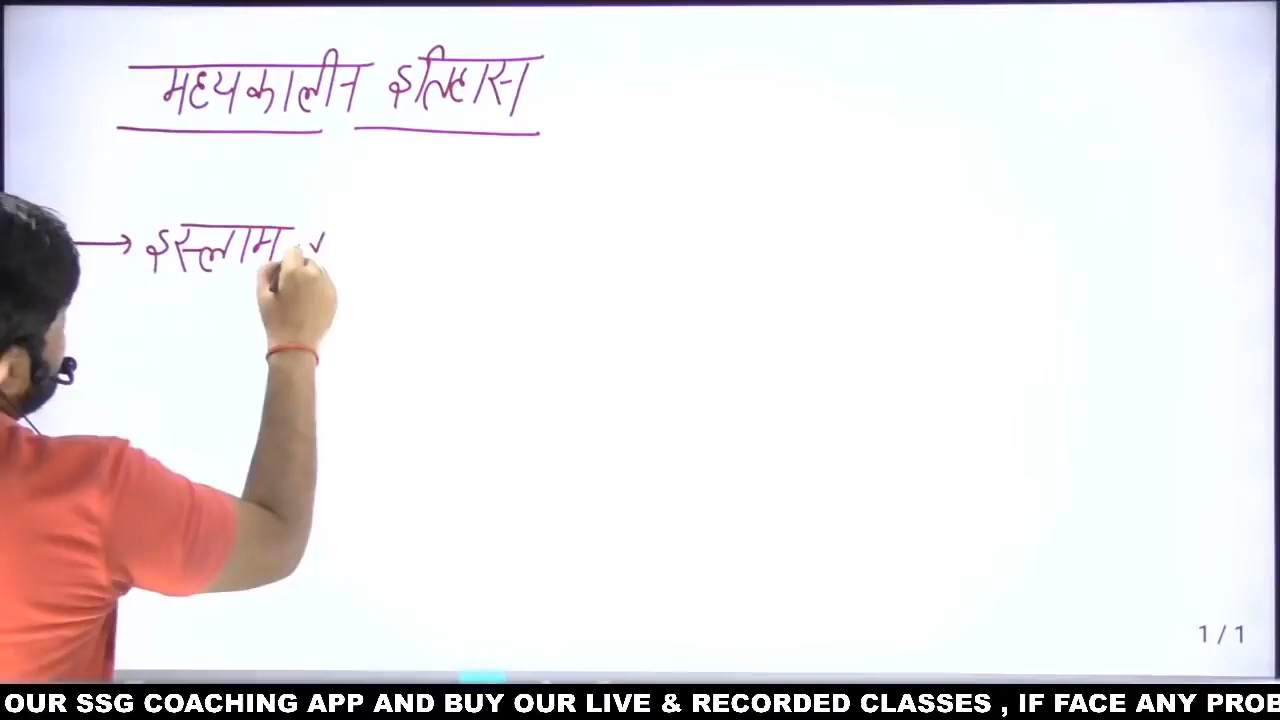 मध्यकालीन इतिहास
→ इस्लाम
1 / 1
OUR SSG COACHING APP AND BUY OUR LIVE & RECORDED CLASSES , IF FACE ANY PROB